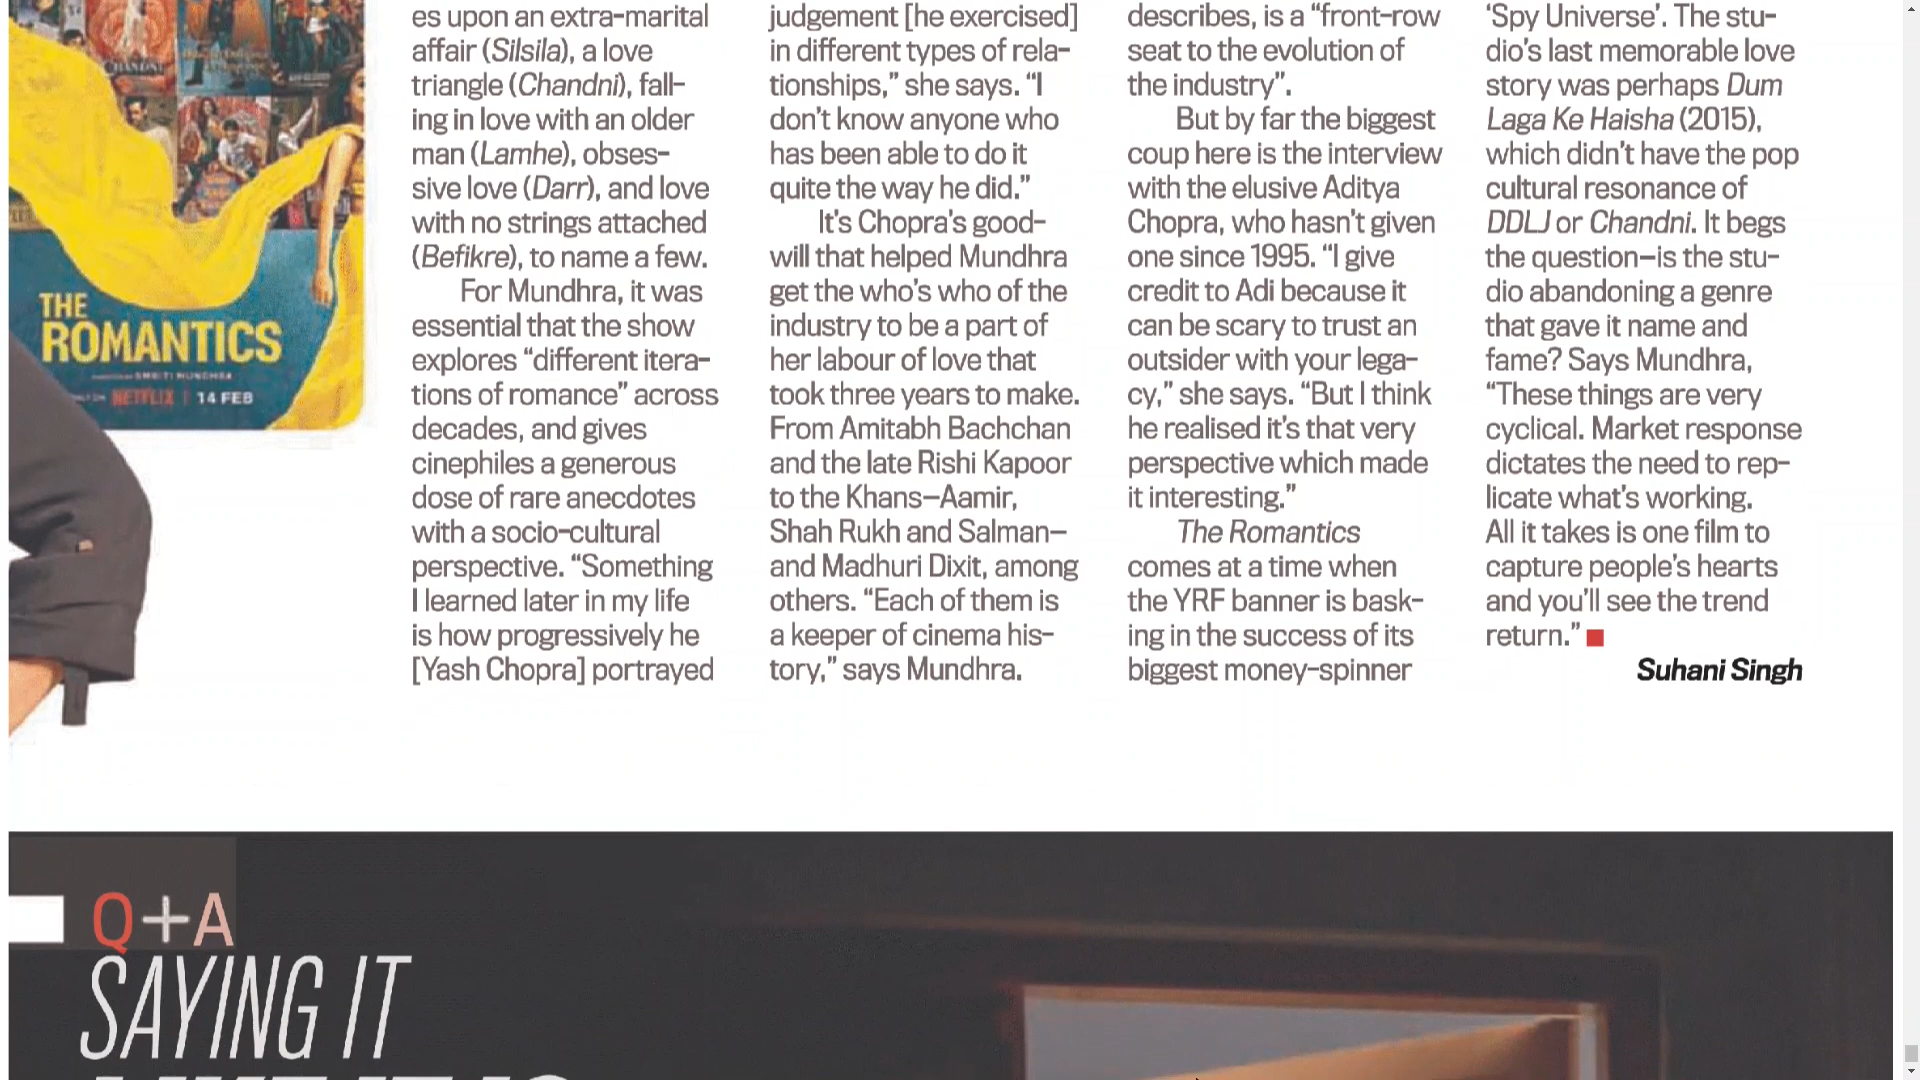 CHANDNI
THE
ROMANTICS
NETFLIX | 14 FEB
es upon an extra-marital
affair (Silsila), a love
triangle (Chandni), fall-
ing in love with an older
man (Lamhe), obses-
sive love (Darr), and love
with no strings attached
(Befikre), to name a few.
For Mundhra, it was
essential that the show
explores “different itera-
tions of romance” across
decades, and gives
cinephiles a generous
dose of rare anecdotes
with a socio-cultural
perspective. “Something
I learned later in my life
is how progressively he
[Yash Chopra] portrayed
judgement [he exercised]
in different types of rela-
tionships,” she says. “I
don’t know anyone who
has been able to do it
quite the way he did.”
It’s Chopra’s good-
will that helped Mundhra
get the who’s who of the
industry to be a part of
her labour of love that
took three years to make.
From Amitabh Bachchan
and the late Rishi Kapoor
to the Khans—Aamir,
Shah Rukh and Salman—
and Madhuri Dixit, among
others. “Each of them is
a keeper of cinema his-
tory,” says Mundhra.
describes, is a “front-row
seat to the evolution of
the industry”.
But by far the biggest
coup here is the interview
with the elusive Aditya
Chopra, who hasn’t given
one since 1995. “I give
credit to Adi because it
can be scary to trust an
outsider with your lega-
cy,” she says. “But I think
he realised it’s that very
perspective which made
it interesting.”
The Romantics
comes at a time when
the YRF banner is bask-
ing in the success of its
biggest money-spinner
‘Spy Universe’. The stu-
dio’s last memorable love
story was perhaps Dum
Laga Ke Haisha (2015),
which didn’t have the pop
cultural resonance of
DDLJ or Chandni. It begs
the question—is the stu-
dio abandoning a genre
that gave it name and
fame? Says Mundhra,
“These things are very
cyclical. Market response
dictates the need to rep-
licate what’s working.
All it takes is one film to
capture people’s hearts
and you’ll see the trend
return.”
Suhani Singh
Q+A
SAYING IT